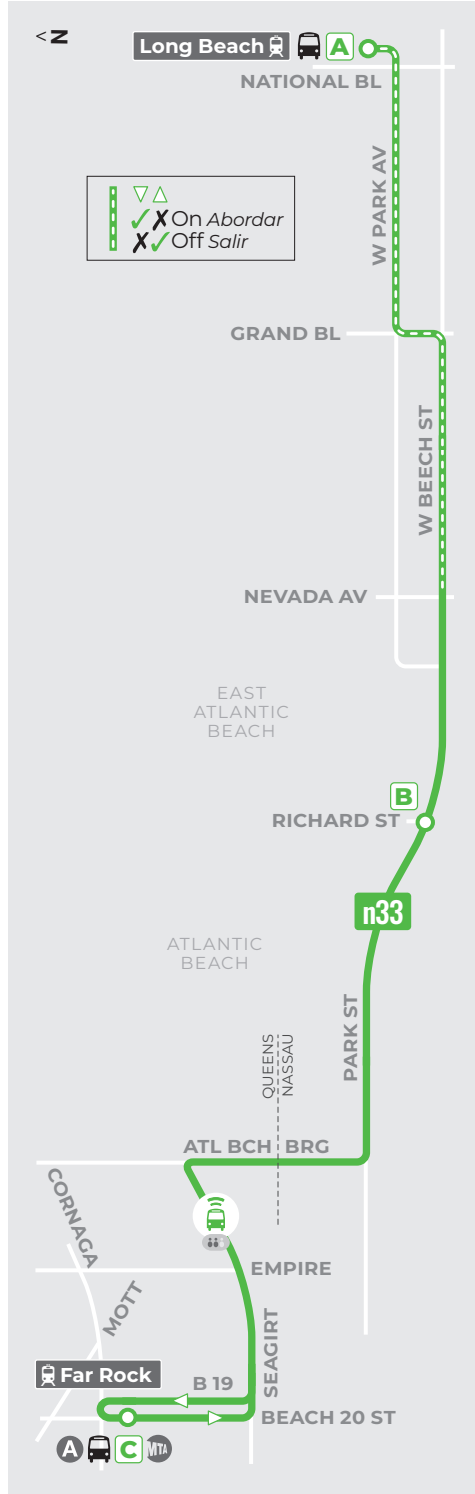 < N
Long Beach A
NATIONAL BL
W PARK AV
✓✗On Abordar
✗✓Off Salir
GRAND BL
W BEECH ST
NEVADA AV
EAST
ATLANTIC
BEACH
B
RICHARD ST
n33
ATLANTIC
BEACH
PARK ST
QUEENS
NASSAU
ATL BCH BRG
CORNAGA
MOTT
EMPIRE
SEAGIRT
Far Rock
B 19
BEACH 20 ST
A C MTA